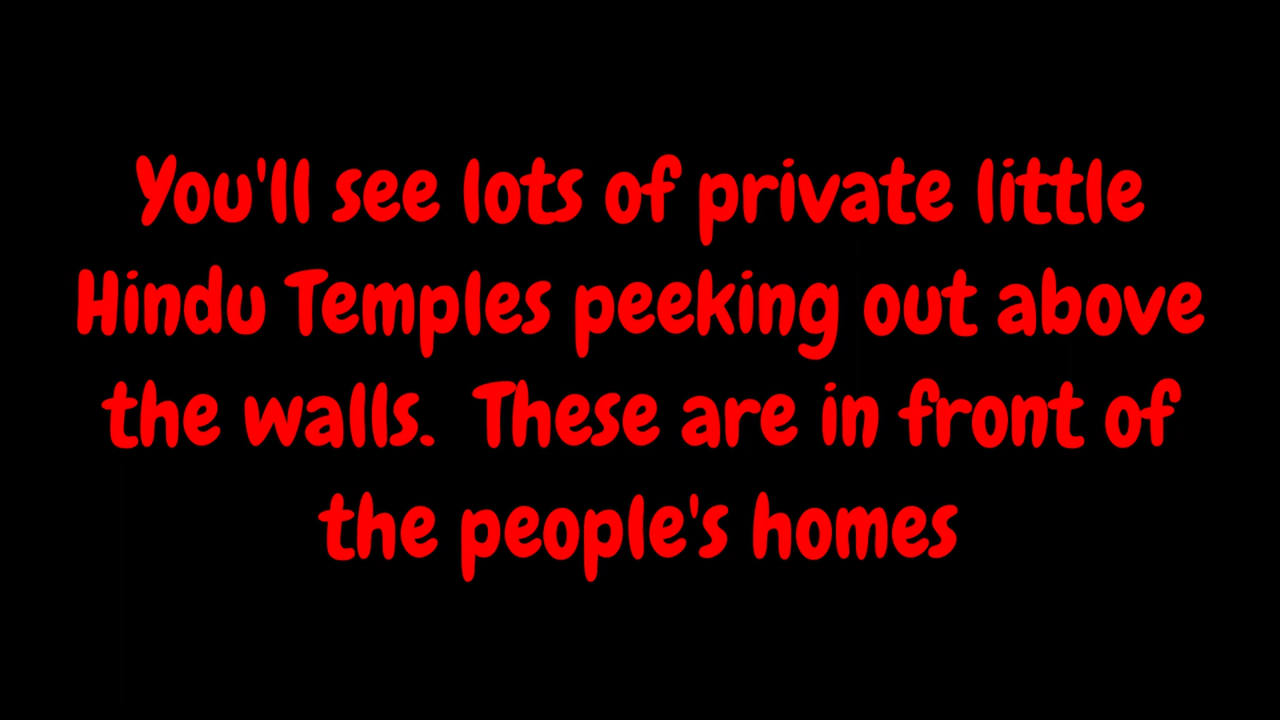 You'll see lots of private little
Hindu Temples peeking out above
the walls.  These are in front of
the people's homes